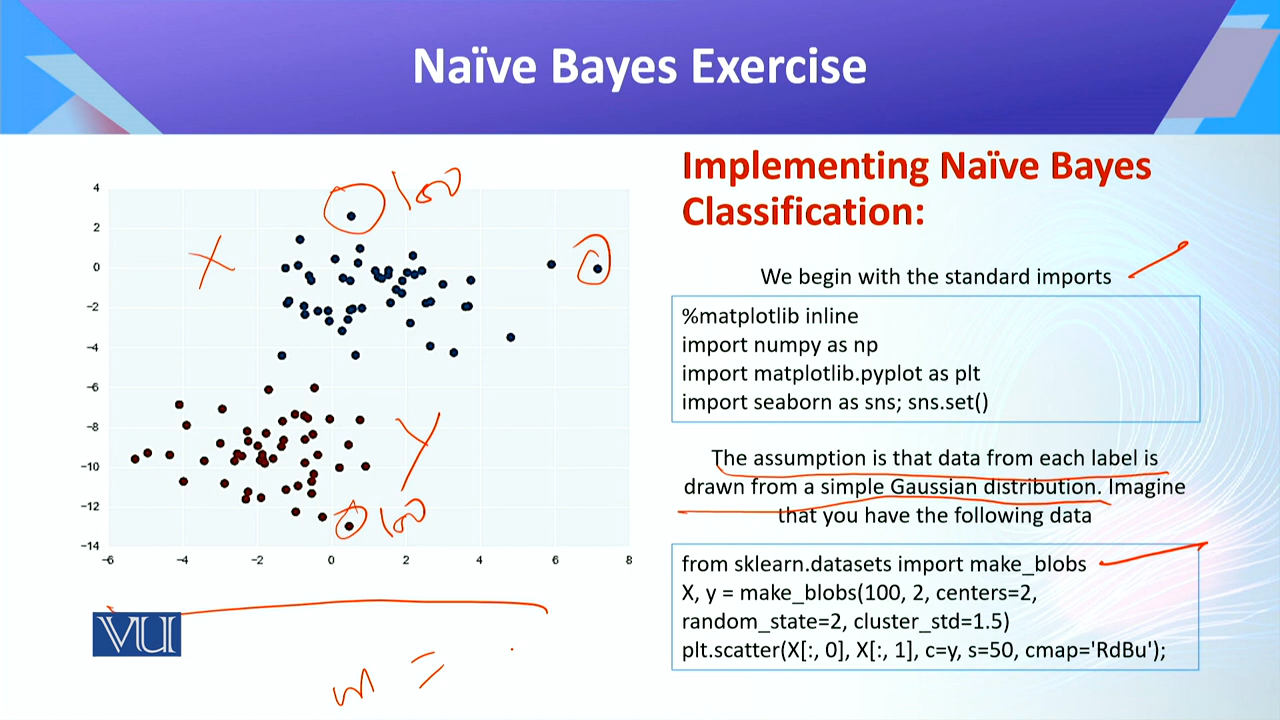 Naïve Bayes Exercise
Implementing Naïve Bayes
Classification:
We begin with the standard imports
%matplotlib inline
import numpy as np
import matplotlib.pyplot as plt
import seaborn as sns; sns.set()
The assumption is that data from each label is
drawn from a simple Gaussian distribution. Imagine
that you have the following data
from sklearn.datasets import make_blobs
X, y = make_blobs(100, 2, centers=2,
random_state=2, cluster_std=1.5)
plt.scatter(X[:, 0], X[:, 1], c=y, s=50, cmap='RdBu');
4
2
0
−2
−4
−6
−8
−10
−12
−14
−6 −4 −2 0 2 4 6 8
100
X
Y
100
m =
VU